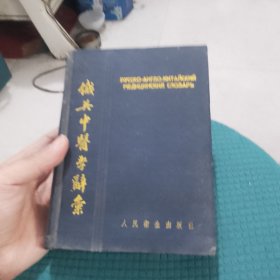 РУССКО-АНГЛО-КИТАЙСКИЙ
МЕДИЦИНСКИЙ СЛОВАРЬ
俄英中醫學辭彙
人民衛生出版社